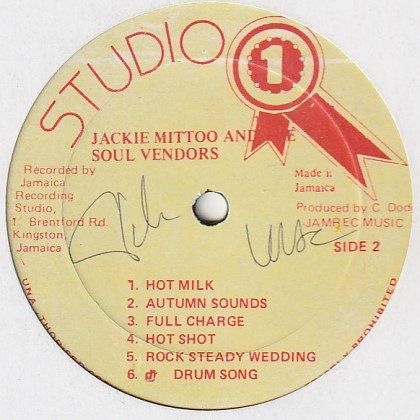 STUDIO 1
JACKIE MITTOO AND THE
SOUL VENDORS
Recorded by
Jamaica
Recording
Studio,
1. Brentford Rd.
Kingston,
Jamaica
Made in
Jamaica
Produced by C. Dodd
JAMREC MUSIC
SIDE 2
1. HOT MILK
2. AUTUMN SOUNDS
3. FULL CHARGE
4. HOT SHOT
5. ROCK STEADY WEDDING
6. DRUM SONG